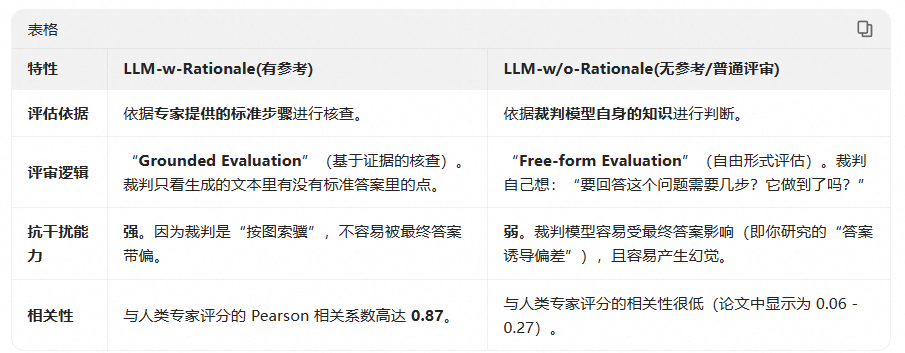 表格
特性 LLM-w-Rationale(有参考) LLM-w/o-Rationale(无参考/普通评审)
评估依据 依据专家提供的标准步骤进行核查。 依据裁判模型自身的知识进行判断。
评审逻辑 “Grounded Evaluation”（基于证据的核查）。 “Free-form Evaluation”（自由形式评估）。裁判
裁判只看生成的文本里有没有标准答案里的点。 自己想：“要回答这个问题需要几步？它做到了吗？”
抗干扰能 强。因为裁判是“按图索骥”，不容易被最终答案 弱。裁判模型容易受最终答案影响（即你研究的“答案
力 带偏。 诱导偏差”），且容易产生幻觉。
相关性 与人类专家评分的 Pearson 相关系数高达 0.87。 与人类专家评分的相关性很低（论文中显示为 0.06 -
0.27）。